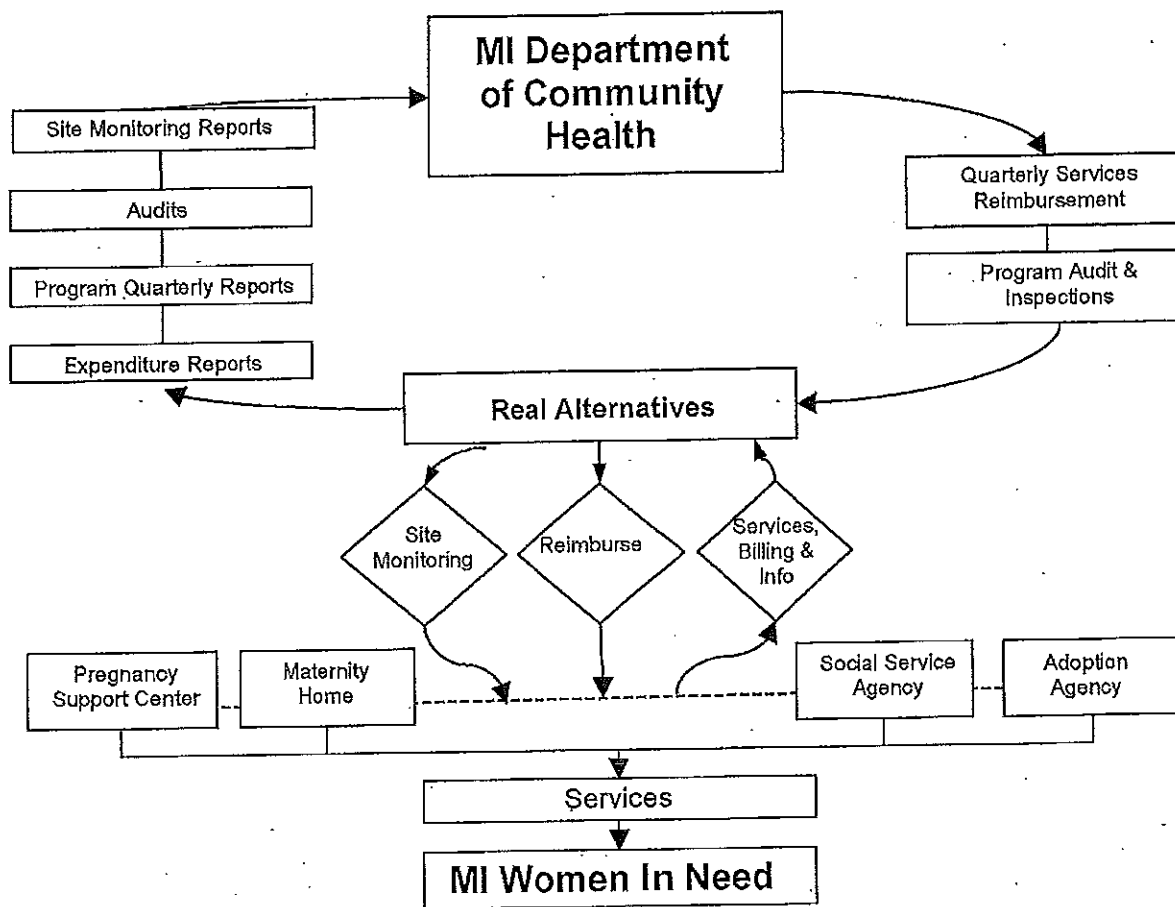 MI Department
of Community
Health
Site Monitoring Reports
Audits
Program Quarterly Reports
Expenditure Reports
Quarterly Services
Reimbursement
Program Audit &
Inspections
Real Alternatives
Site
Monitoring
Reimburse
Services,
Billing &
Info
Pregnancy
Support Center
Maternity
Home
Social Service
Agency
Adoption
Agency
Services
MI Women In Need